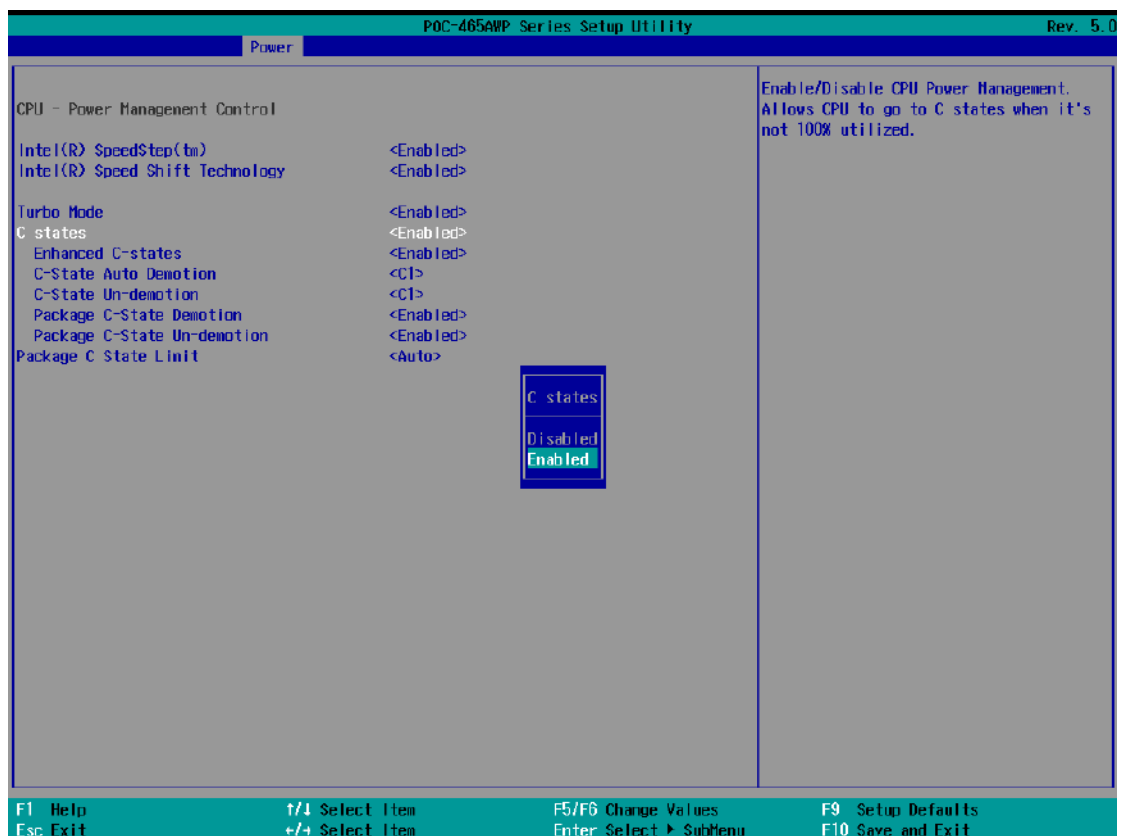 POC-465AWP Series Setup Utility Rev. 5.0
Power
CPU - Power Management Control
Intel(R) SpeedStep(tm) <Enabled>
Intel(R) Speed Shift Technology <Enabled>
Turbo Mode <Enabled>
C states <Enabled>
Enhanced C-states <Enabled>
C-State Auto Demotion <C1>
C-State Un-demotion <C1>
Package C-State Demotion <Enabled>
Package C-State Un-demotion <Enabled>
Package C State Limit <Auto>
C states
Disabled
Enabled
Enable/Disable CPU Power Management.
Allows CPU to go to C states when it's
not 100% utilized.
F1 Help ↑/↓ Select Item F5/F6 Change Values F9 Setup Defaults
Esc Exit ←/→ Select Item Enter Select ▶ SubMenu F10 Save and Exit